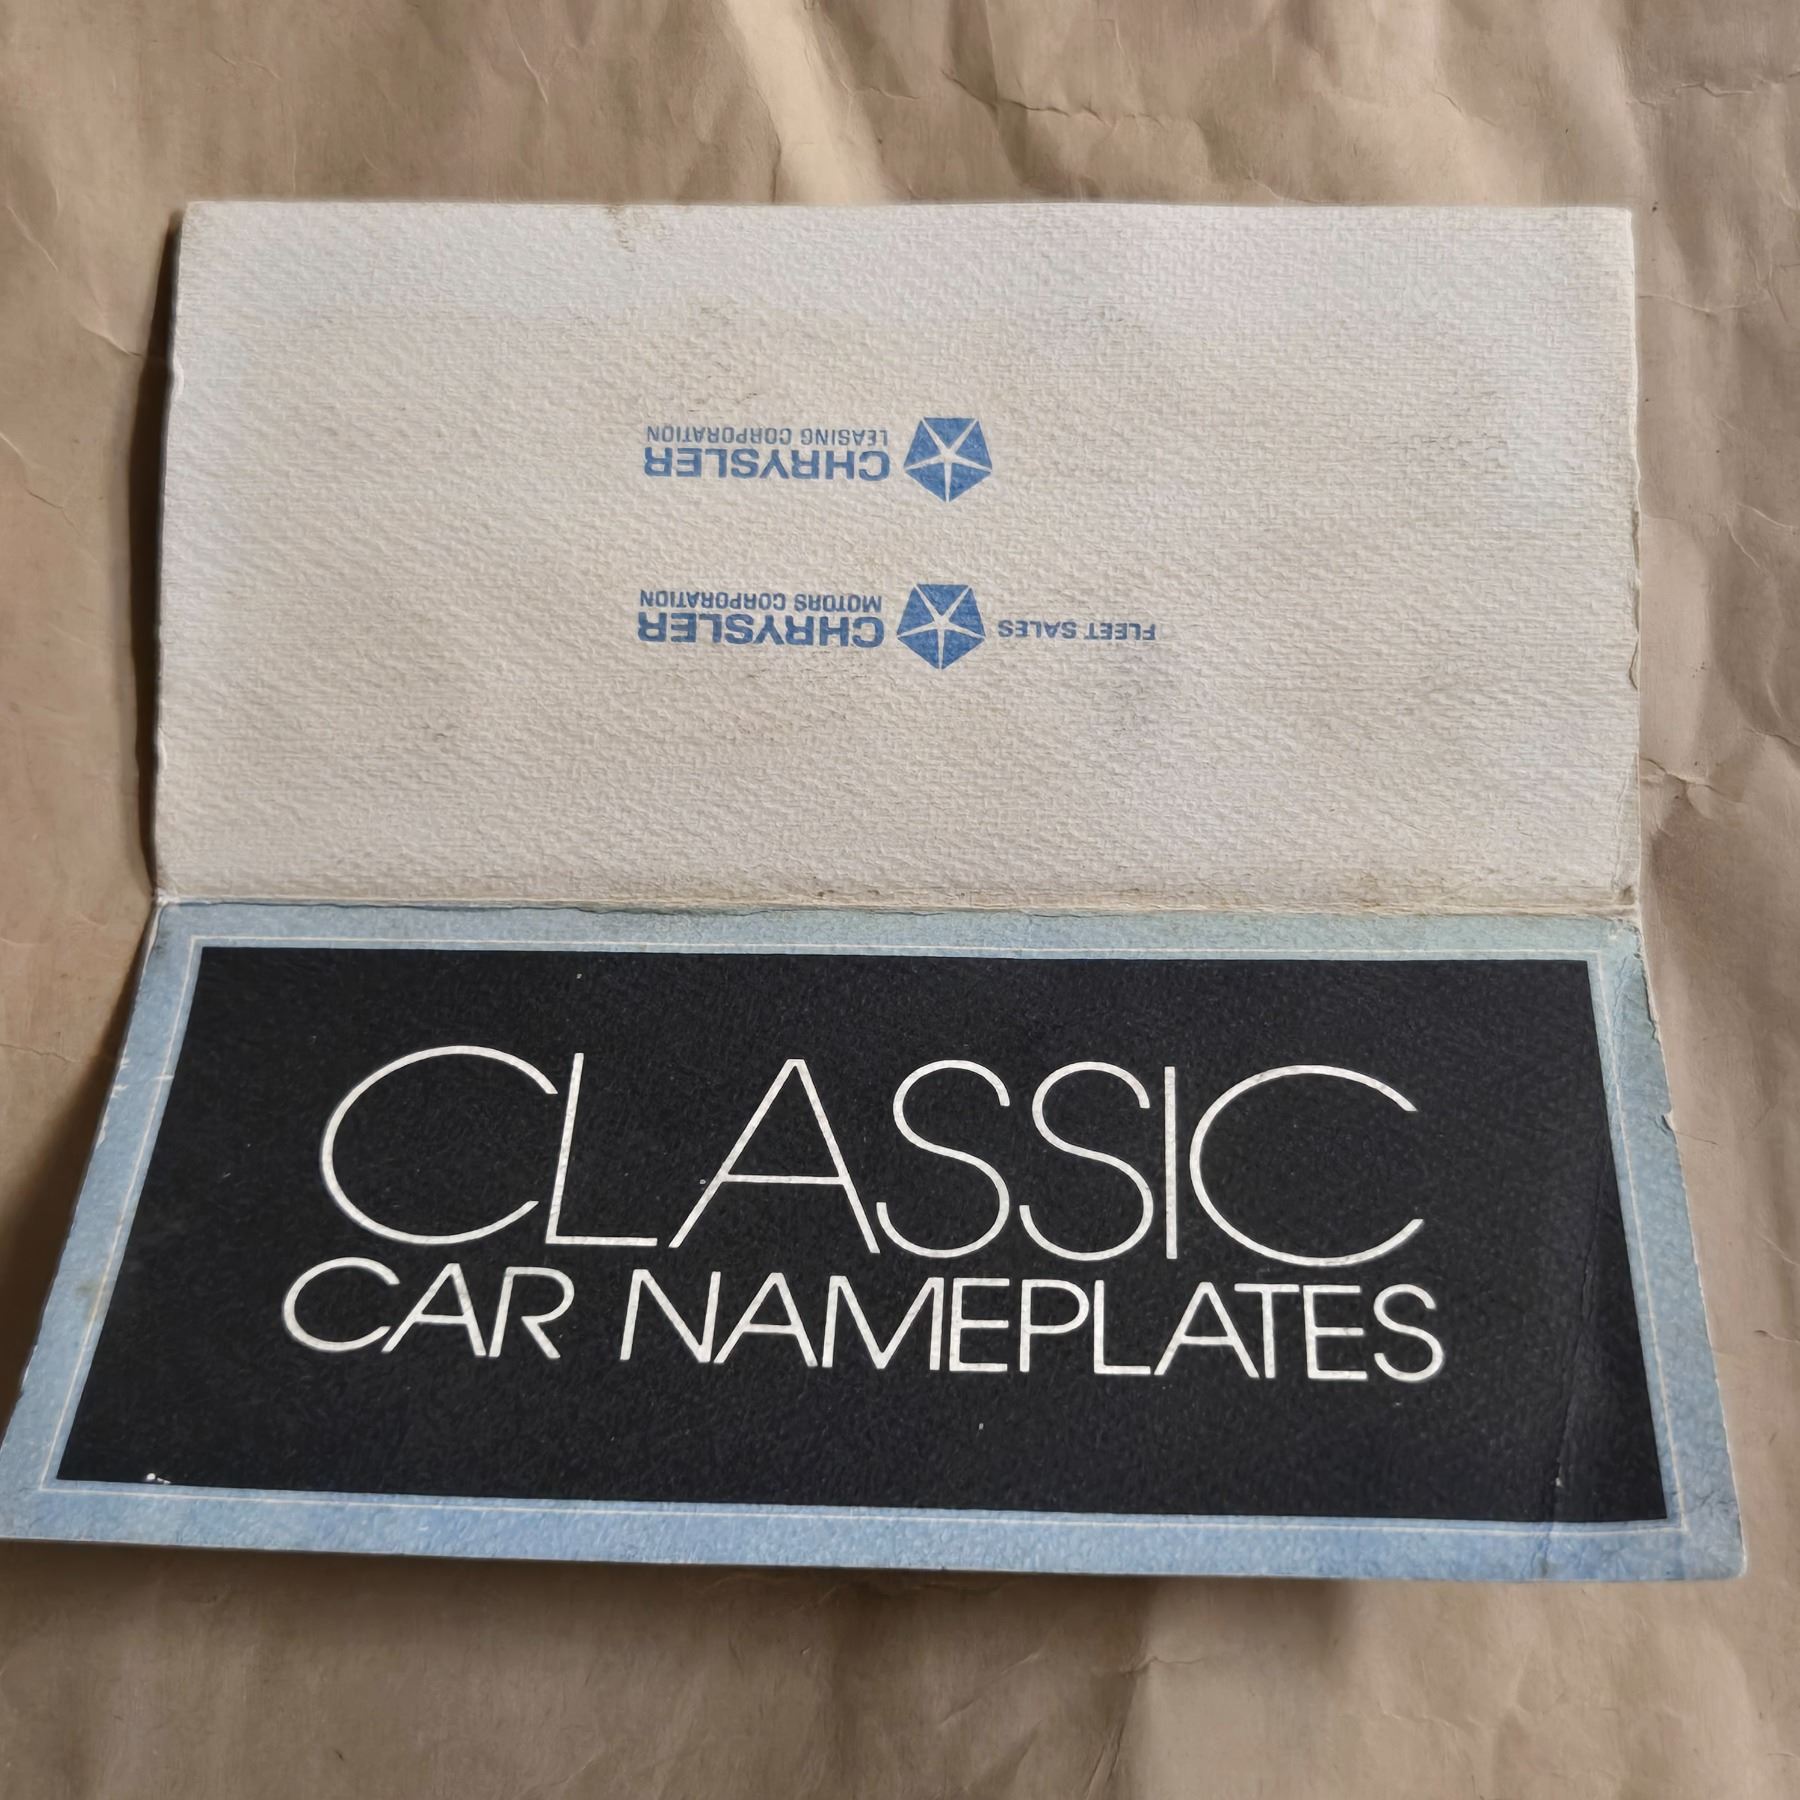 CLASSIC
CAR NAMEPLATES
FLEET SALES CHRYSLER
MOTORS CORPORATION
CHRYSLER
LEASING CORPORATION